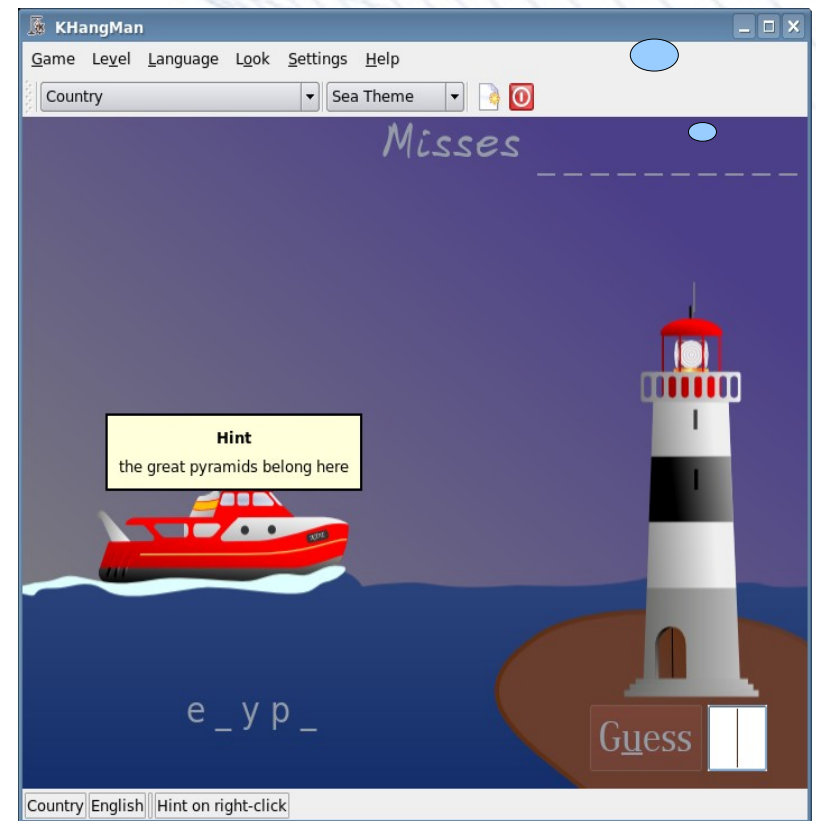 KHangMan
Game Level Language Look Settings Help
Country Sea Theme
Misses _ _ _ _ _ _ _ _ _ _
Hint
the great pyramids belong here
e _ y p _
Guess
Country English Hint on right-click